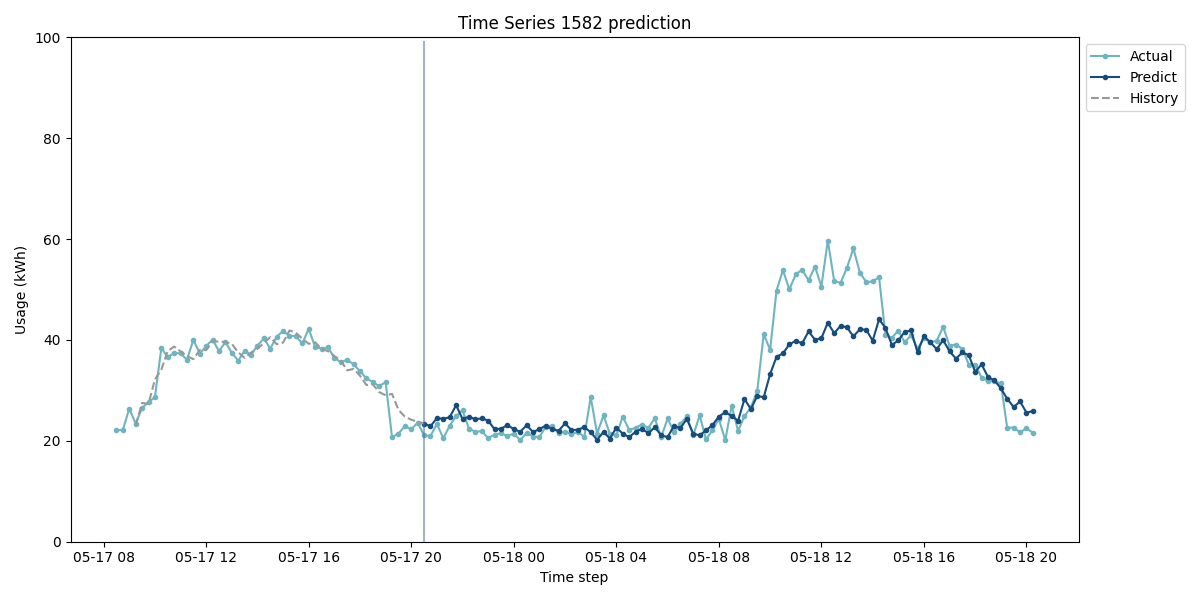 Time Series 1582 prediction
Usage (kWh)
100
80
60
40
20
0
05-17 08
05-17 12
05-17 16
05-17 20
05-18 00
05-18 04
05-18 08
05-18 12
05-18 16
05-18 20
Time step
Actual
Predict
History